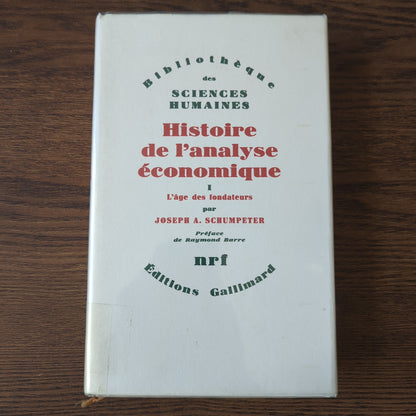 Bibliothèque
des
SCIENCES
HUMAINES
Histoire
de l'analyse
économique
I
L'âge des fondateurs
par
JOSEPH A. SCHUMPETER
Préface
de Raymond Barre
nrf
Éditions Gallimard